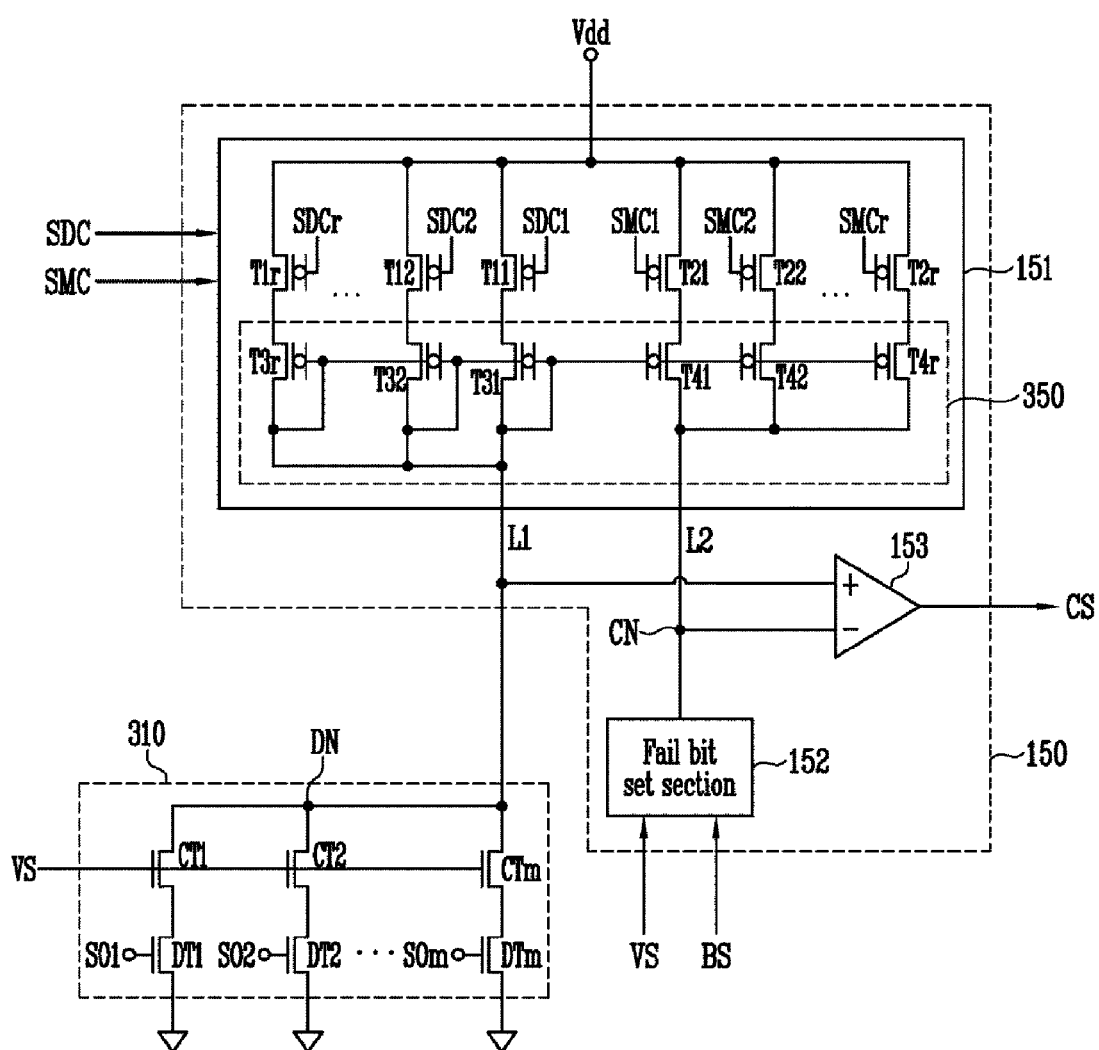 Vdd
SDC
SMC
SDCr
SDC2
SDC1
SMC1
SMC2
SMCr
T1r
T12
T11
T21
T22
T2r
...
...
151
T3r
T32
T31
T41
T42
T4r
350
L1
L2
153
+
−
CS
CN
310
DN
Fail bit
set section
152
150
VS
CT1
CT2
CTm
SO1
DT1
SO2
DT2
...
SOm
DTm
VS
BS